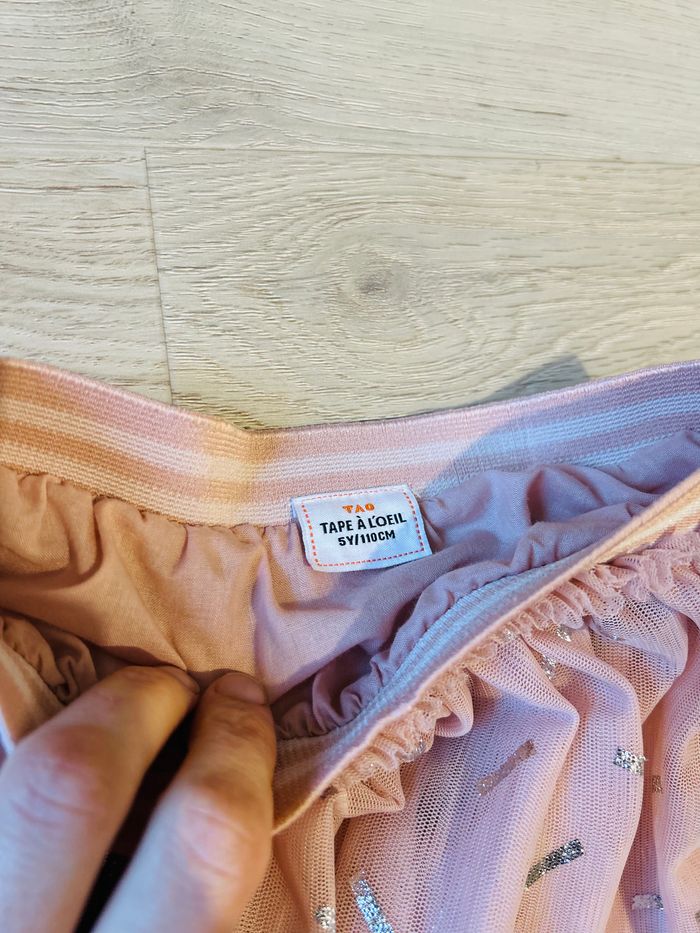 TAO
TAPE À L'OEIL
5Y/110CM